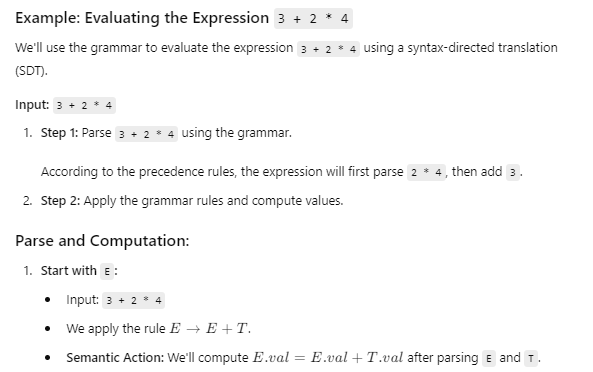 Example: Evaluating the Expression 3 + 2 * 4
We'll use the grammar to evaluate the expression 3 + 2 * 4 using a syntax-directed translation
(SDT).
Input: 3 + 2 * 4
1. Step 1: Parse 3 + 2 * 4 using the grammar.
According to the precedence rules, the expression will first parse 2 * 4, then add 3.
2. Step 2: Apply the grammar rules and compute values.
Parse and Computation:
1. Start with E:
• Input: 3 + 2 * 4
• We apply the rule E → E + T.
• Semantic Action: We'll compute E.val = E.val + T.val after parsing E and T.